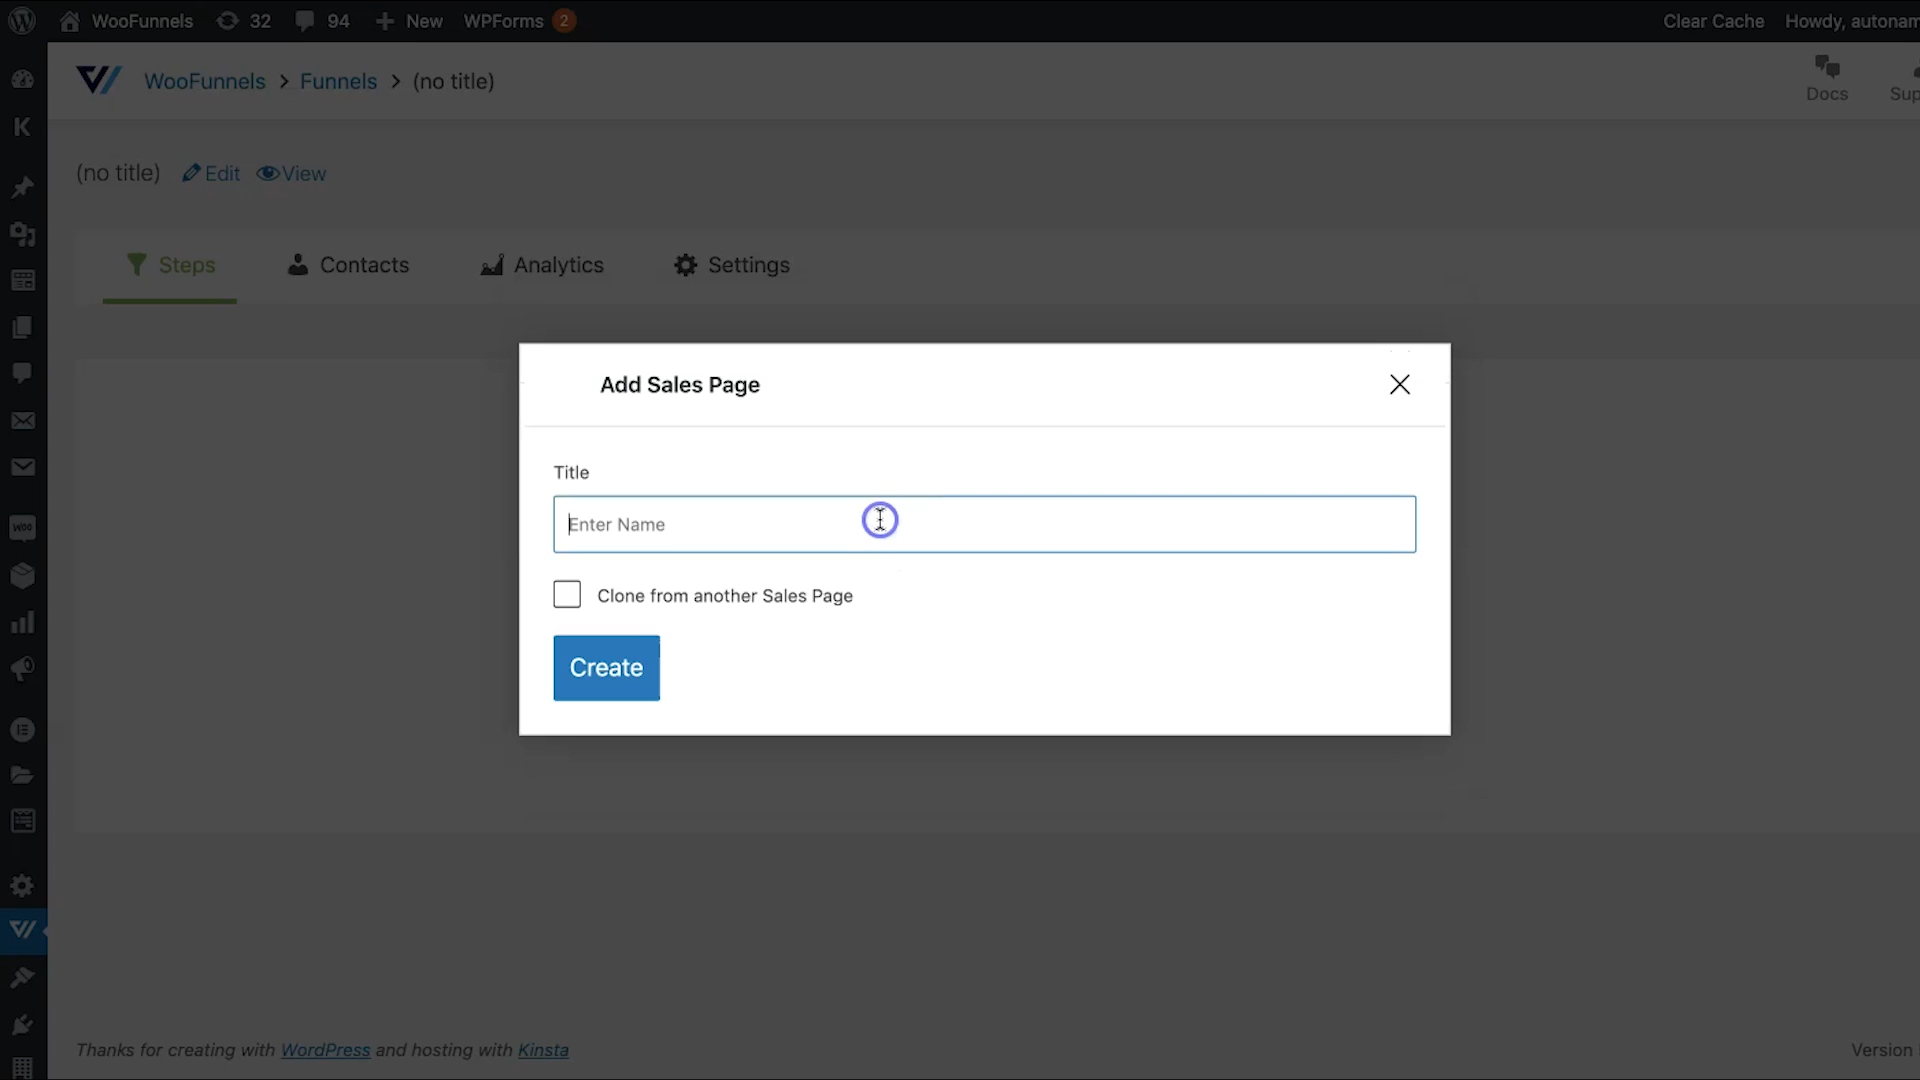 WooFunnels 32 94 New WPForms 2 Clear Cache Howdy, autonam
WooFunnels > Funnels > (no title)
Docs
Sup
(no title) Edit View
Steps Contacts Analytics Settings
Add Sales Page
Title
Enter Name
Clone from another Sales Page
Create
WOO
Thanks for creating with WordPress and hosting with Kinsta
Version